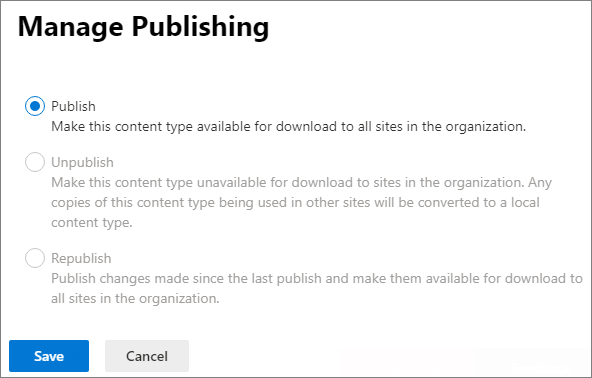 Manage Publishing
Publish
Make this content type available for download to all sites in the organization.
Unpublish
Make this content type unavailable for download to sites in the organization. Any
copies of this content type being used in other sites will be converted to a local
content type.
Republish
Publish changes made since the last publish and make them available for download to
all sites in the organization.
Save
Cancel